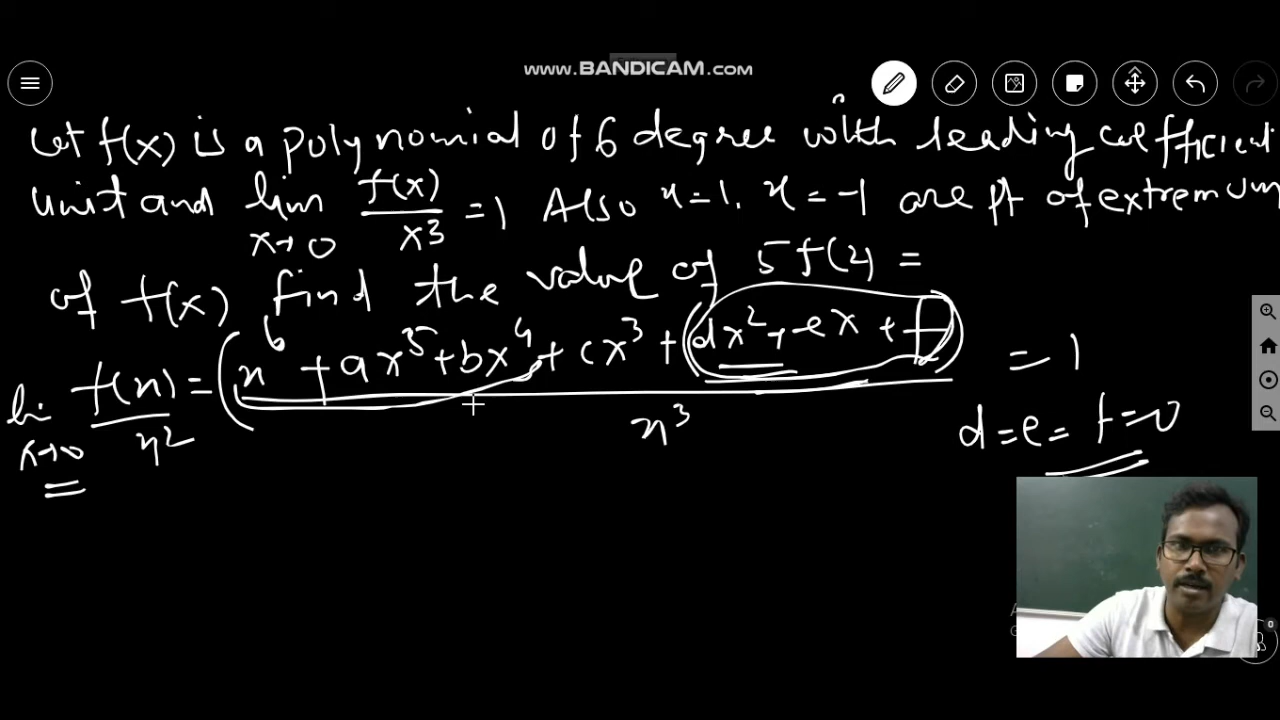 www.BANDICAM.com
Let f(x) is a polynomial of 6 degree with leading coefficient
unit and lim x→0 f(x)/x3 = 1 Also x=1, x=-1 are pt of extremum
of f(x) find the value of 5f(2) =
lim x→0 f(x)/x2 = (x6 + ax5 + bx4 + cx3 + (dx2 + ex + f))/x3 = 1
d = e = f = 0
0